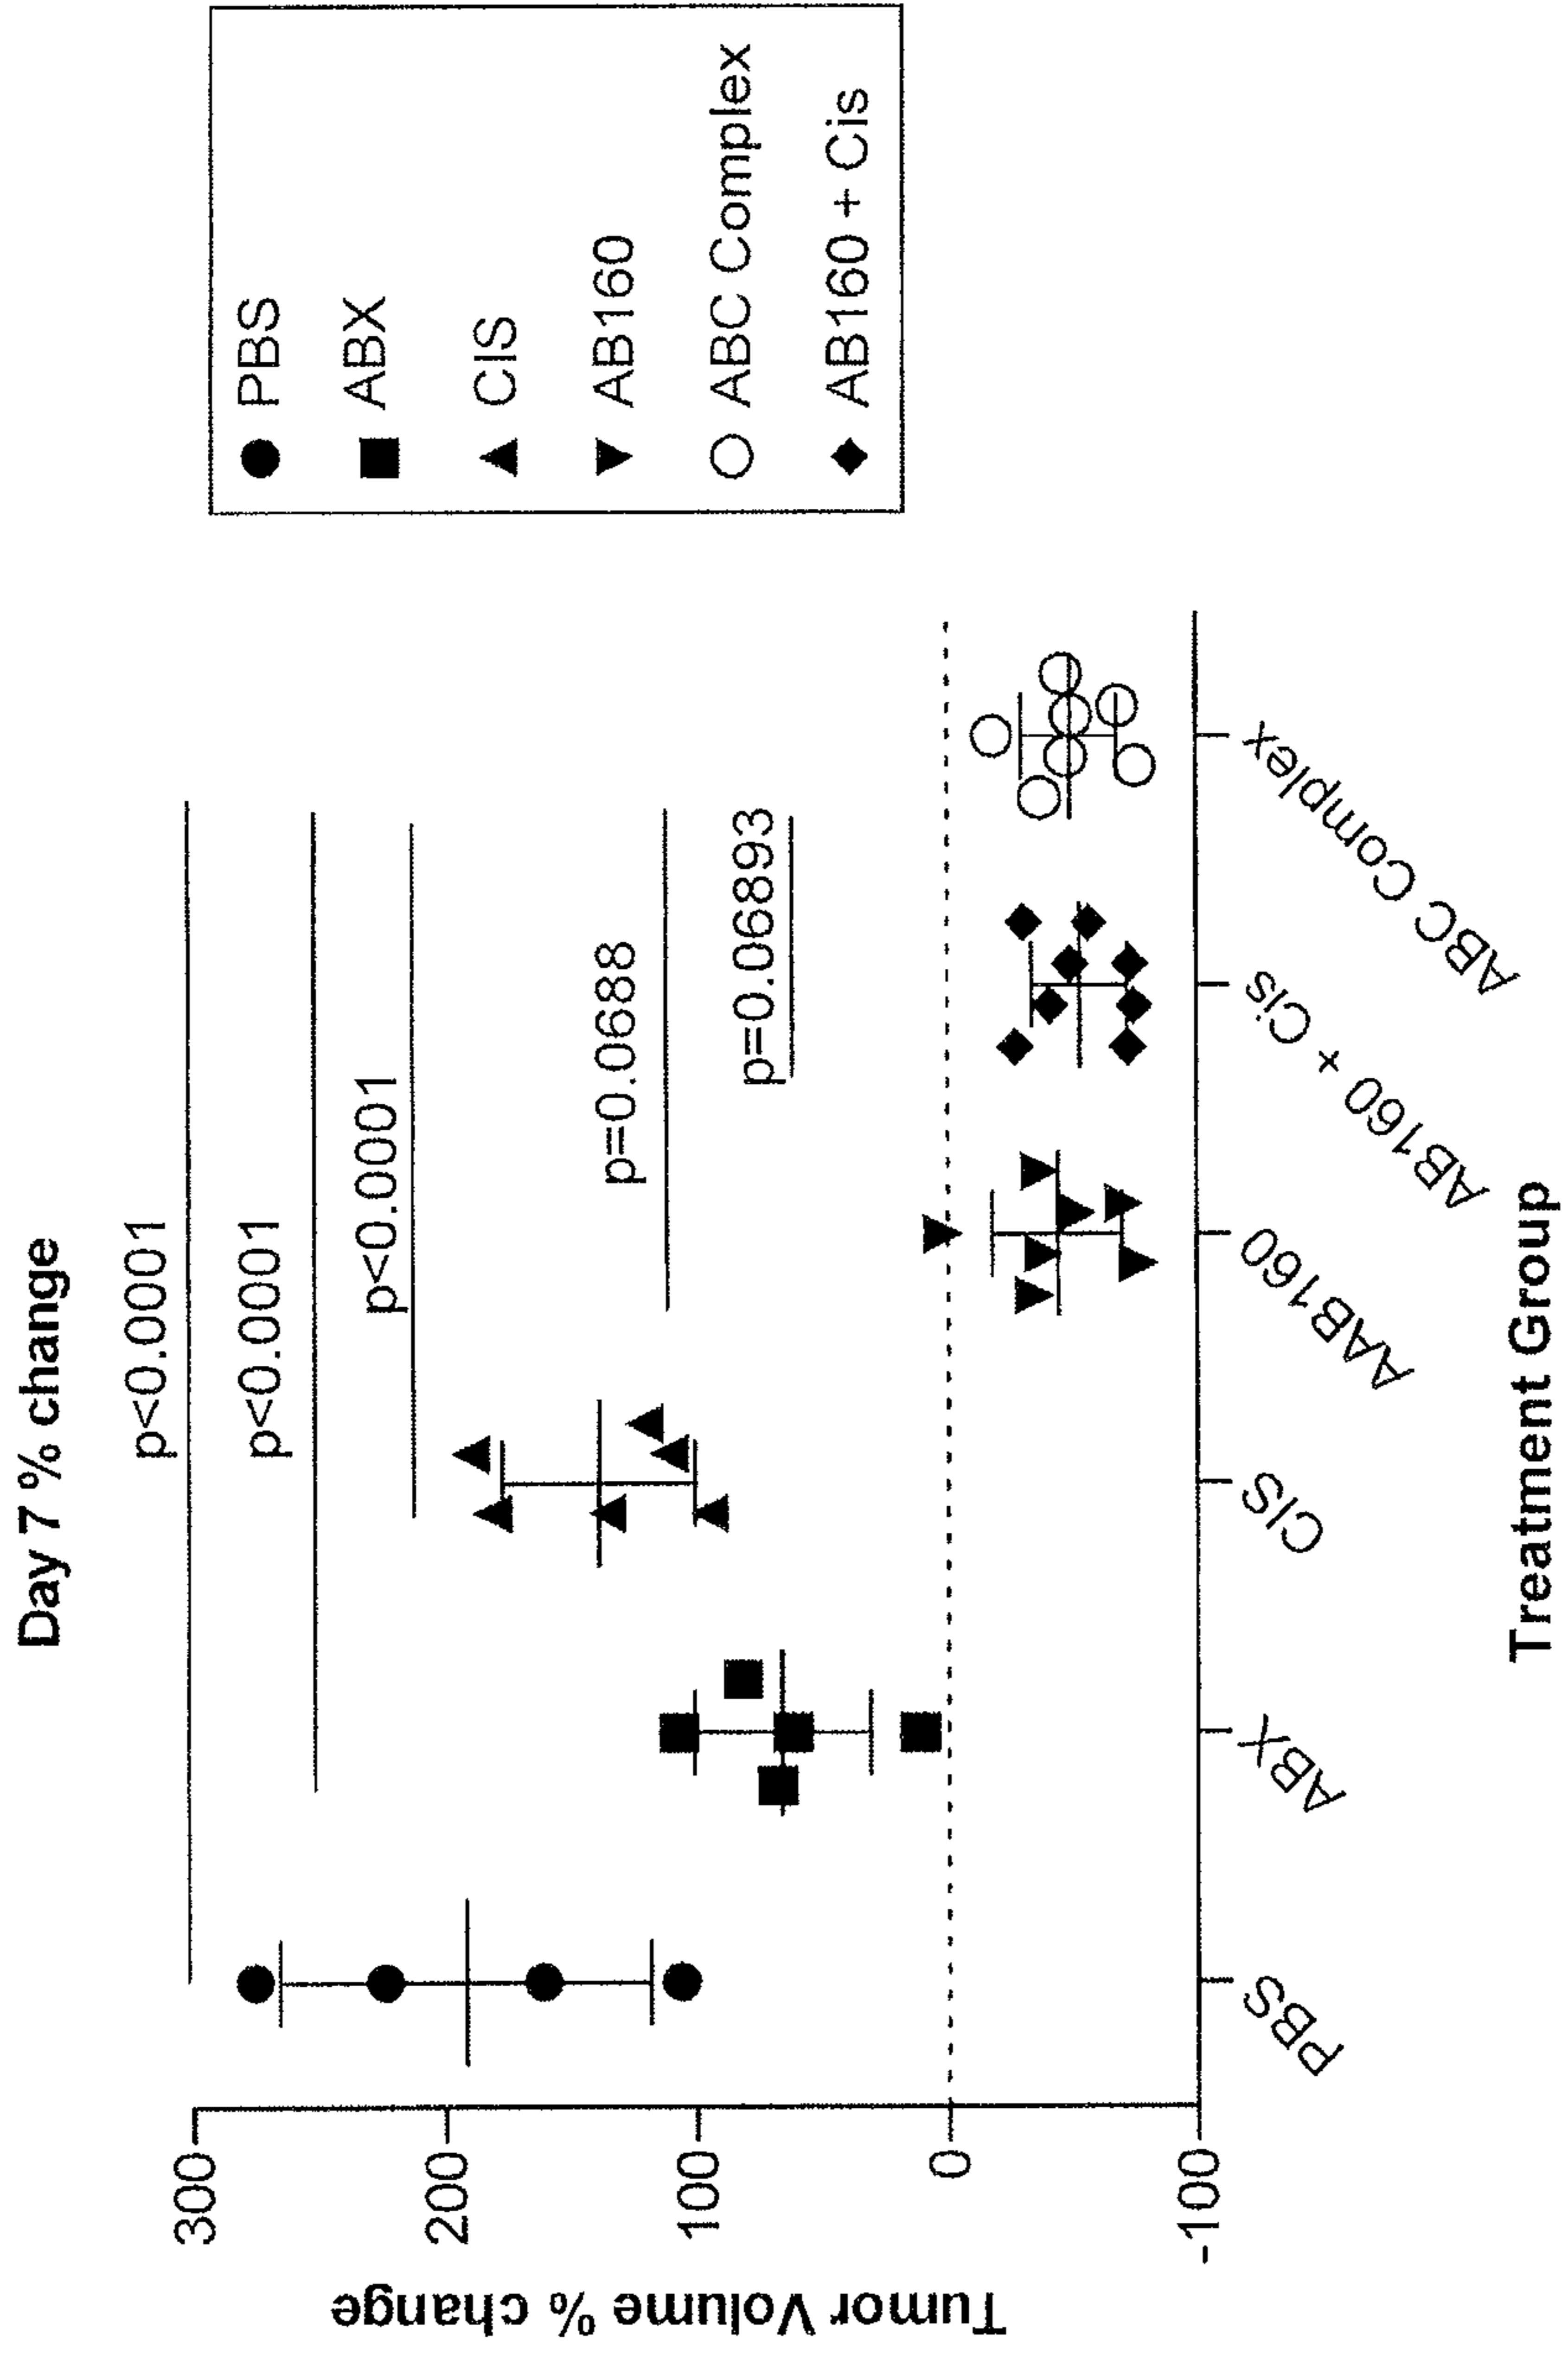 Day 7 % change
p<0.0001
p<0.0001
p<0.0001
p=0.0688
p=0.06893
Tumor Volume % change
300
200
100
0
-100
PBS
ABX
CIS
AAB160
AB160 + Cis
ABC Complex
Treatment Group
PBS
ABX
CIS
AB160
ABC Complex
AB160 + Cis